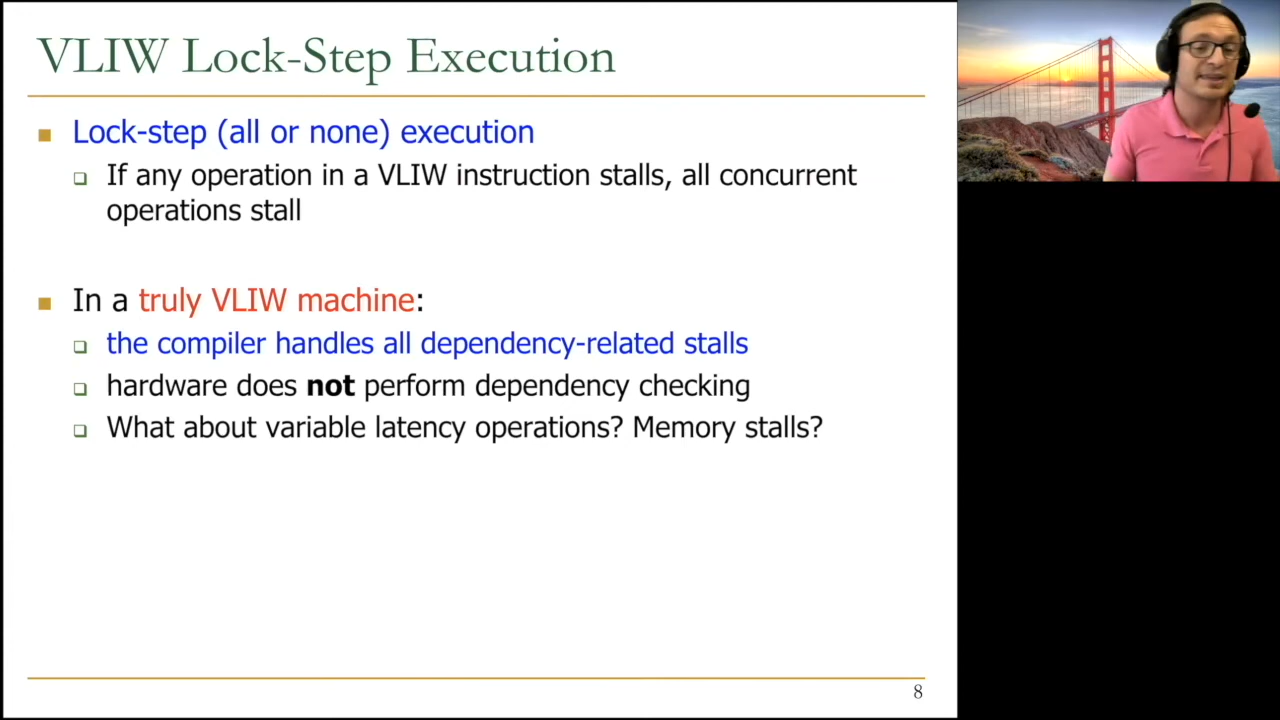 VLIW Lock-Step Execution
Lock-step (all or none) execution
If any operation in a VLIW instruction stalls, all concurrent
operations stall
In a truly VLIW machine:
the compiler handles all dependency-related stalls
hardware does not perform dependency checking
What about variable latency operations? Memory stalls?
8